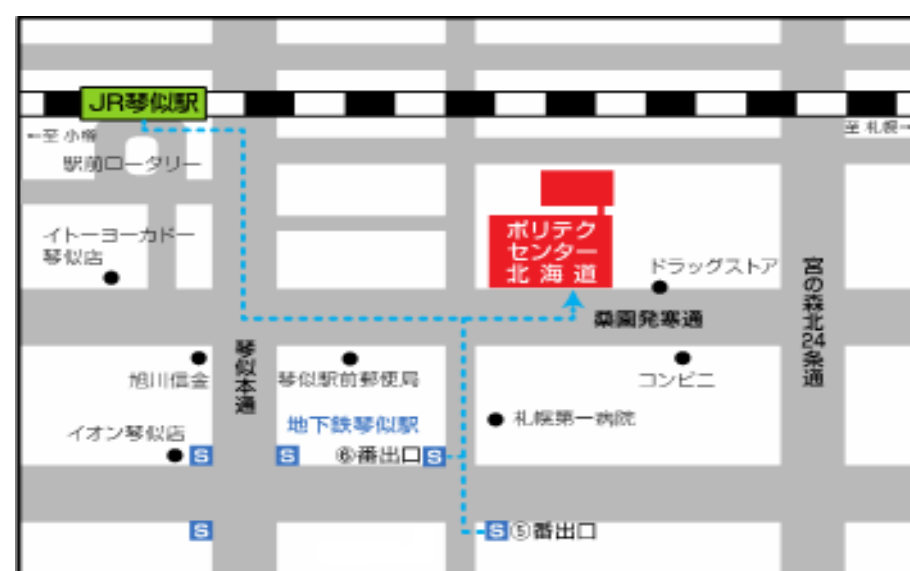 JR琴似駅
←至 小樽
至 札幌→
駅前ロータリー
イトーヨーカドー
琴似店
ポリテク
センター
北海道
ドラッグストア
宮の森北24条通
桑園発寒通
琴似本通
旭川信金
琴似駅前郵便局
コンビニ
イオン琴似店
地下鉄琴似駅
札幌第一病院
S
S
⑥番出口
S
S
S
⑤番出口